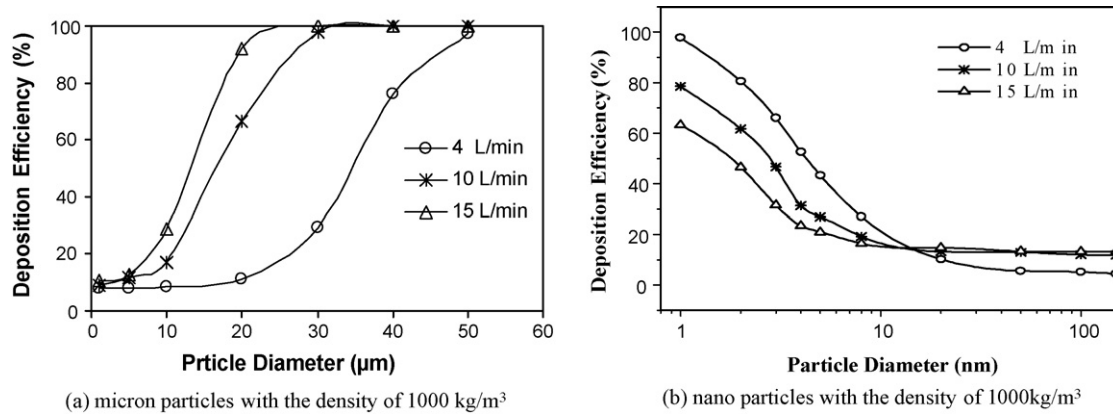 Deposition Efficiency (%)
100
80
60
40
20
0
4 L/min
10 L/min
15 L/min
0 10 20 30 40 50 60
Prticle Diameter (µm)
(a) micron particles with the density of 1000 kg/m³
Deposition Efficiency (%)
100
80
60
40
20
0
4 L/m in
10 L/m in
15 L/m in
1 10 100
Particle Diameter (nm)
(b) nano particles with the density of 1000kg/m³